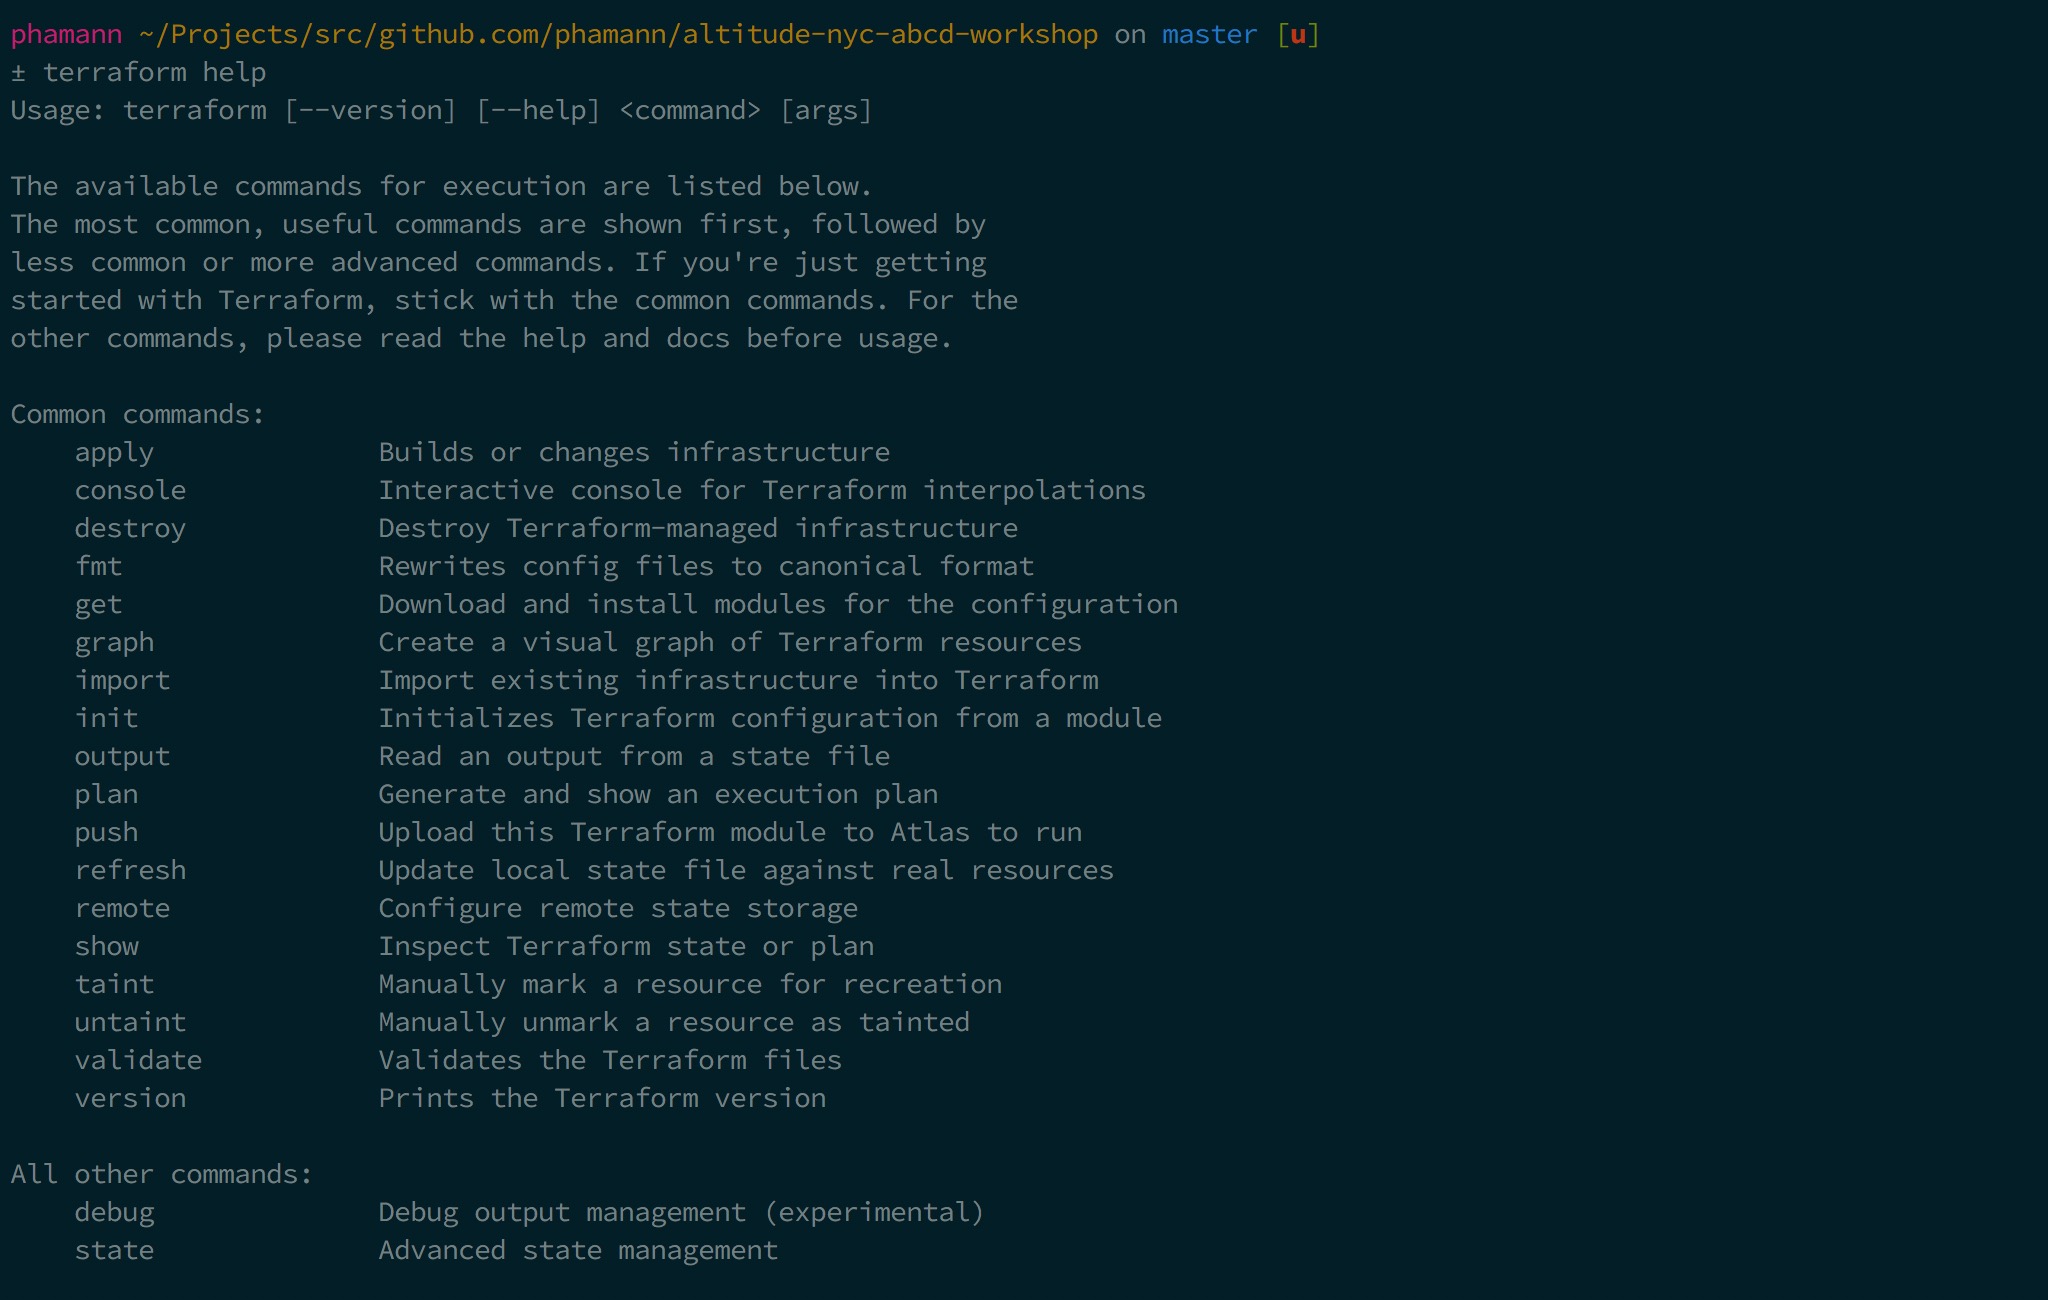 phamann ~/Projects/src/github.com/phamann/altitude-nyc-abcd-workshop on master [u]
± terraform help
Usage: terraform [--version] [--help] <command> [args]

The available commands for execution are listed below.
The most common, useful commands are shown first, followed by
less common or more advanced commands. If you're just getting
started with Terraform, stick with the common commands. For the
other commands, please read the help and docs before usage.

Common commands:
    apply              Builds or changes infrastructure
    console            Interactive console for Terraform interpolations
    destroy            Destroy Terraform-managed infrastructure
    fmt                Rewrites config files to canonical format
    get                Download and install modules for the configuration
    graph              Create a visual graph of Terraform resources
    import             Import existing infrastructure into Terraform
    init               Initializes Terraform configuration from a module
    output             Read an output from a state file
    plan               Generate and show an execution plan
    push               Upload this Terraform module to Atlas to run
    refresh            Update local state file against real resources
    remote             Configure remote state storage
    show               Inspect Terraform state or plan
    taint              Manually mark a resource for recreation
    untaint            Manually unmark a resource as tainted
    validate           Validates the Terraform files
    version            Prints the Terraform version

All other commands:
    debug              Debug output management (experimental)
    state              Advanced state management